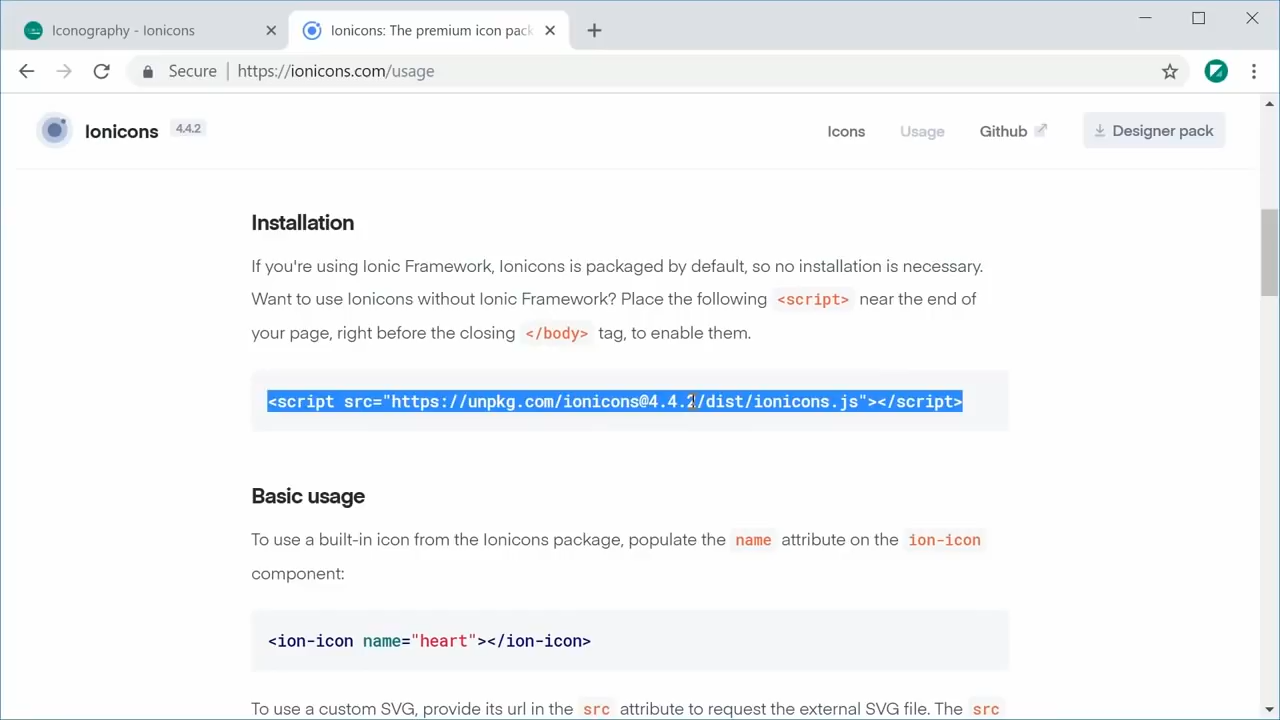 Iconography - Ionicons
Ionicons: The premium icon pack
Secure | https://ionicons.com/usage
Ionicons 4.4.2 Icons Usage Github Designer pack
Installation
If you're using Ionic Framework, Ionicons is packaged by default, so no installation is necessary.
Want to use Ionicons without Ionic Framework? Place the following <script> near the end of
your page, right before the closing </body> tag, to enable them.
<script src="https://unpkg.com/ionicons@4.4.2/dist/ionicons.js"></script>
Basic usage
To use a built-in icon from the Ionicons package, populate the name attribute on the ion-icon
component:
<ion-icon name="heart"></ion-icon>
To use a custom SVG, provide its url in the src attribute to request the external SVG file. The src